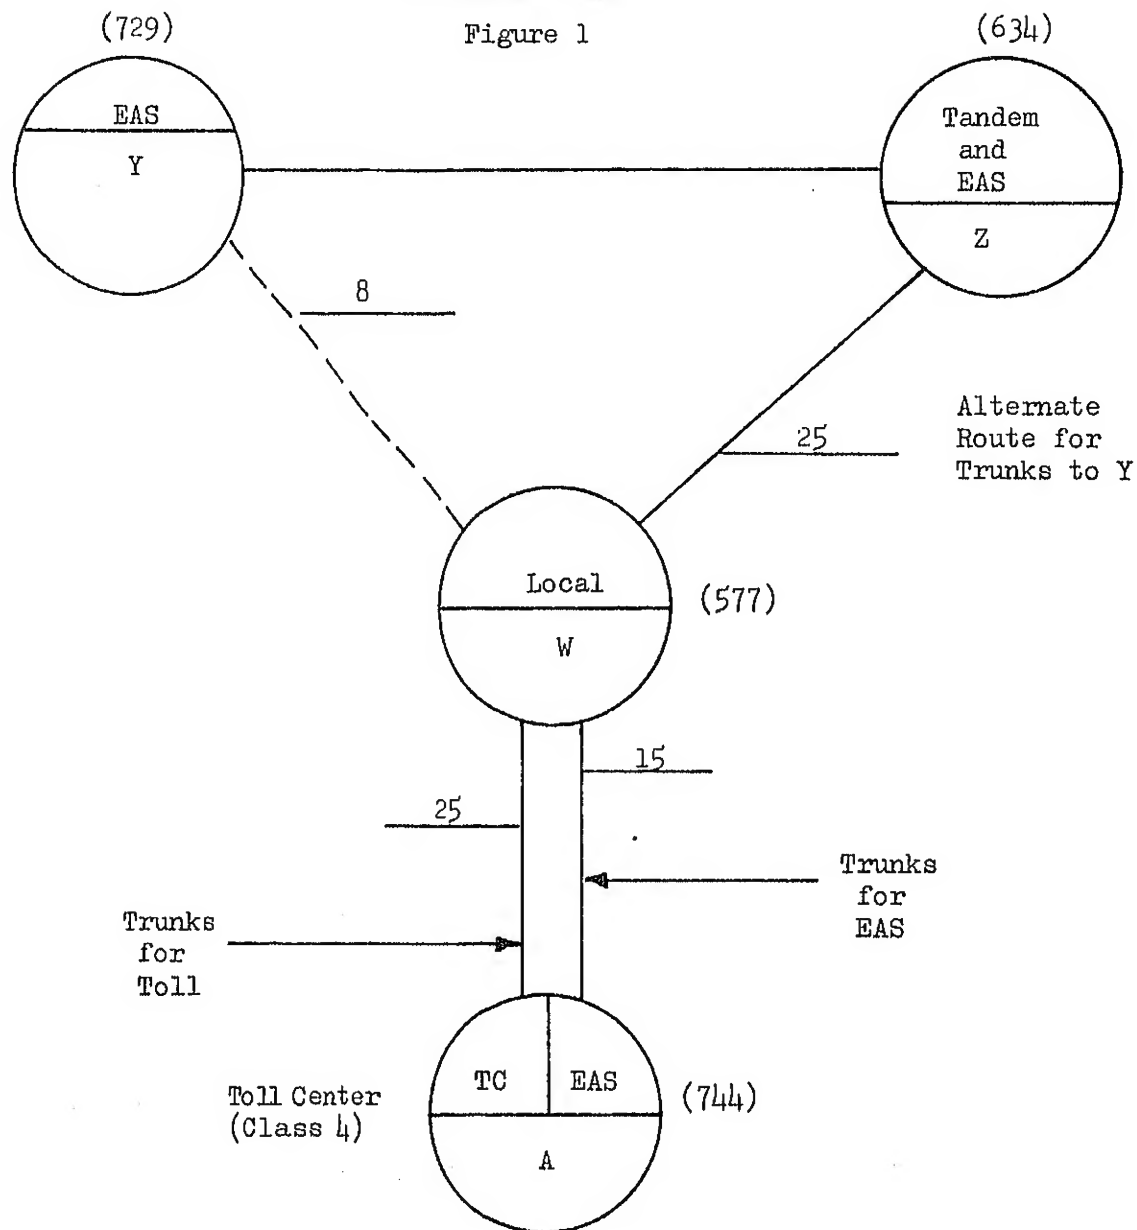 (729)
Figure 1
(634)
EAS
Y
Tandem
and
EAS
Z
8
Alternate
Route for
Trunks to Y
25
Local
W
(577)
15
25
Trunks
for
EAS
Trunks
for
Toll
TC
EAS
(744)
Toll Center
(Class 4)
A